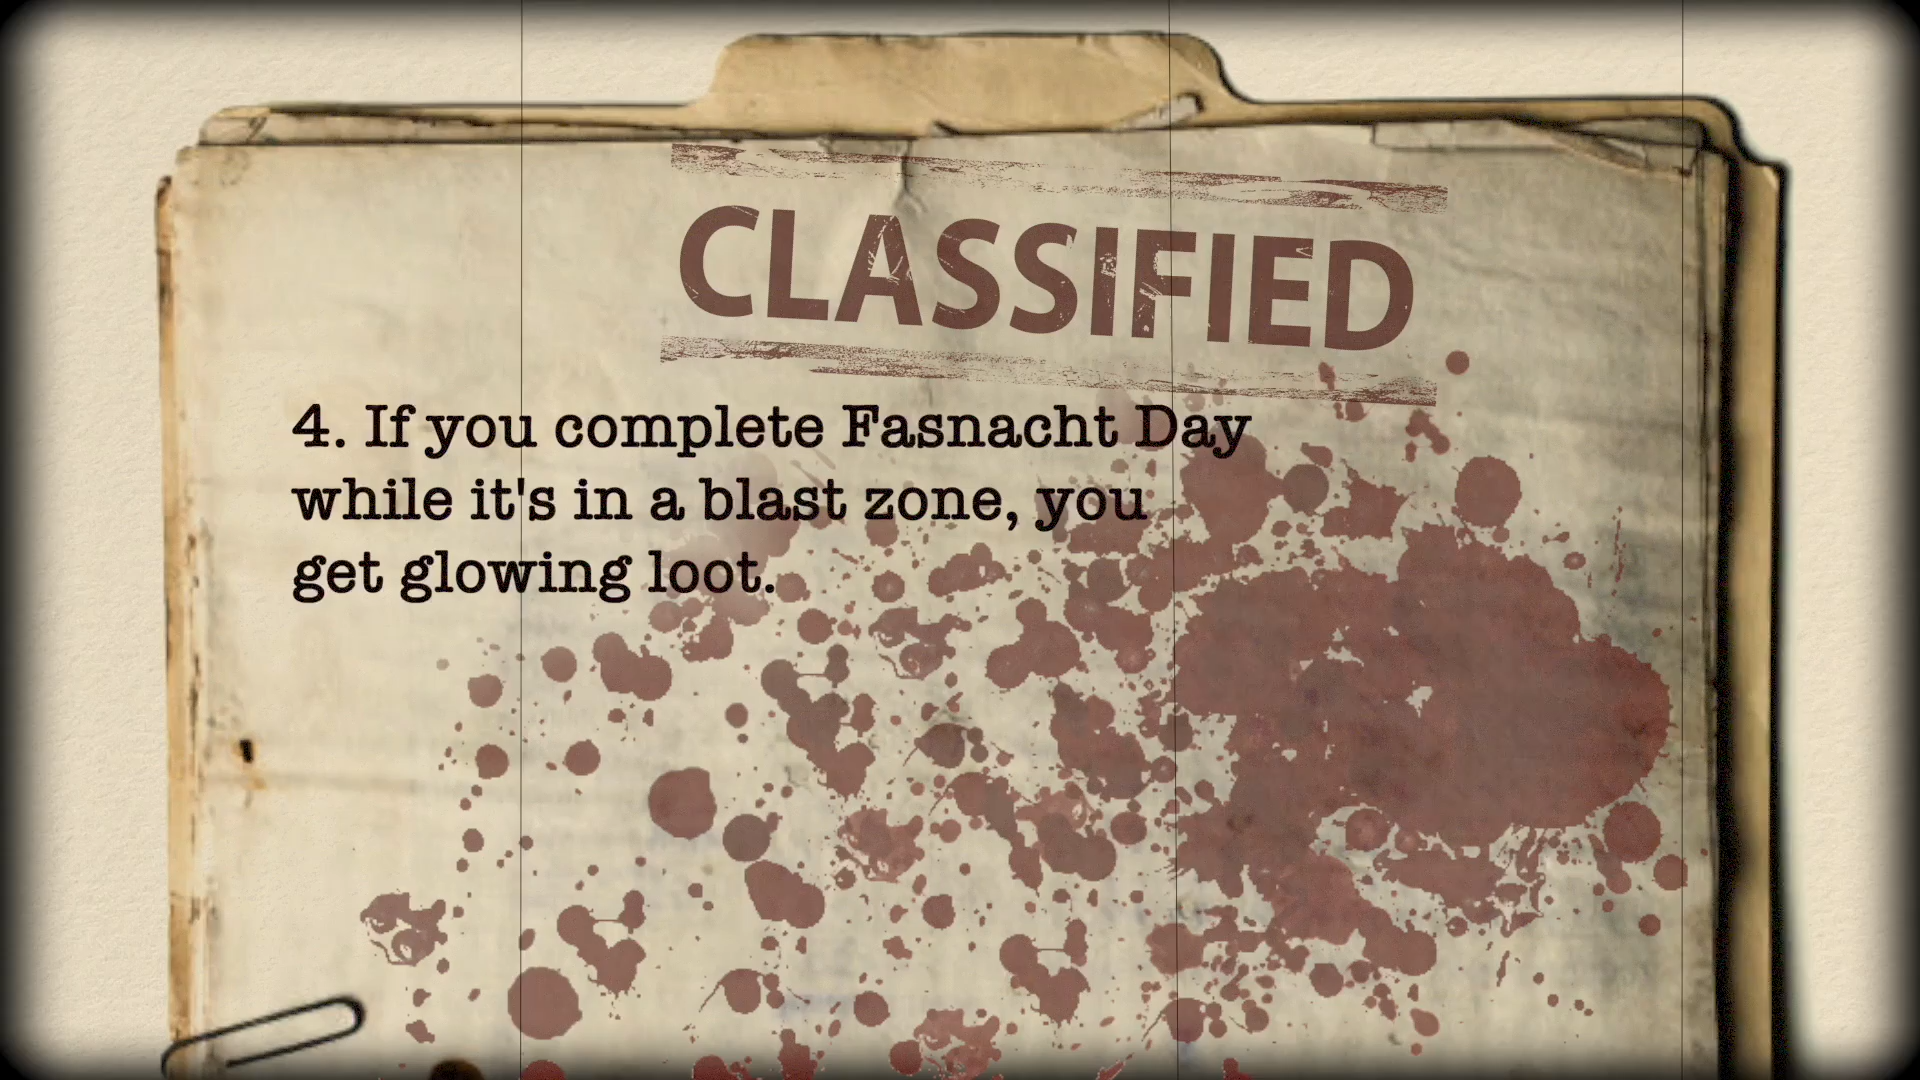 CLASSIFIED
4. If you complete Fasnacht Day
while it's in a blast zone, you
get glowing loot.